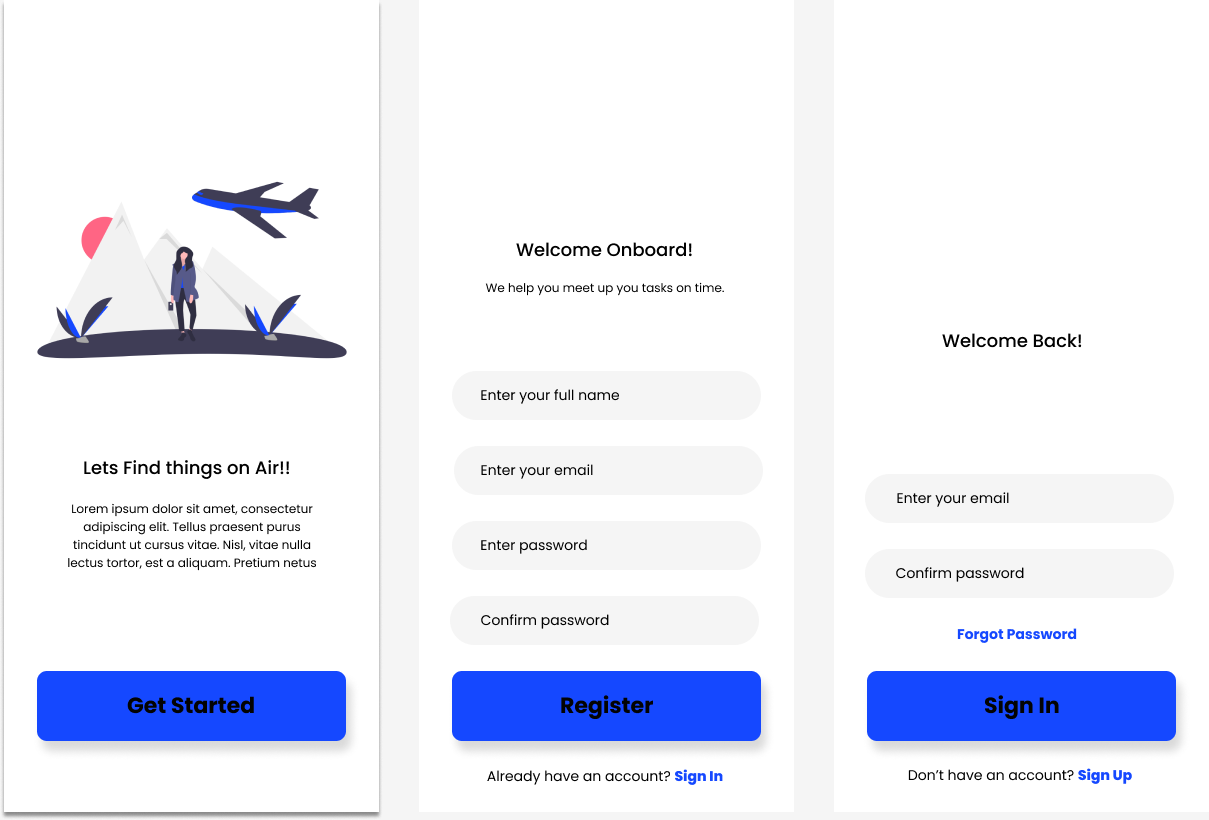 Lets Find things on Air!!
Lorem ipsum dolor sit amet, consectetur
adipiscing elit. Tellus praesent purus
tincidunt ut cursus vitae. Nisl, vitae nulla
lectus tortor, est a aliquam. Pretium netus
Get Started
Welcome Onboard!
We help you meet up you tasks on time.
Enter your full name
Enter your email
Enter password
Confirm password
Register
Already have an account? Sign In
Welcome Back!
Enter your email
Confirm password
Forgot Password
Sign In
Don’t have an account? Sign Up